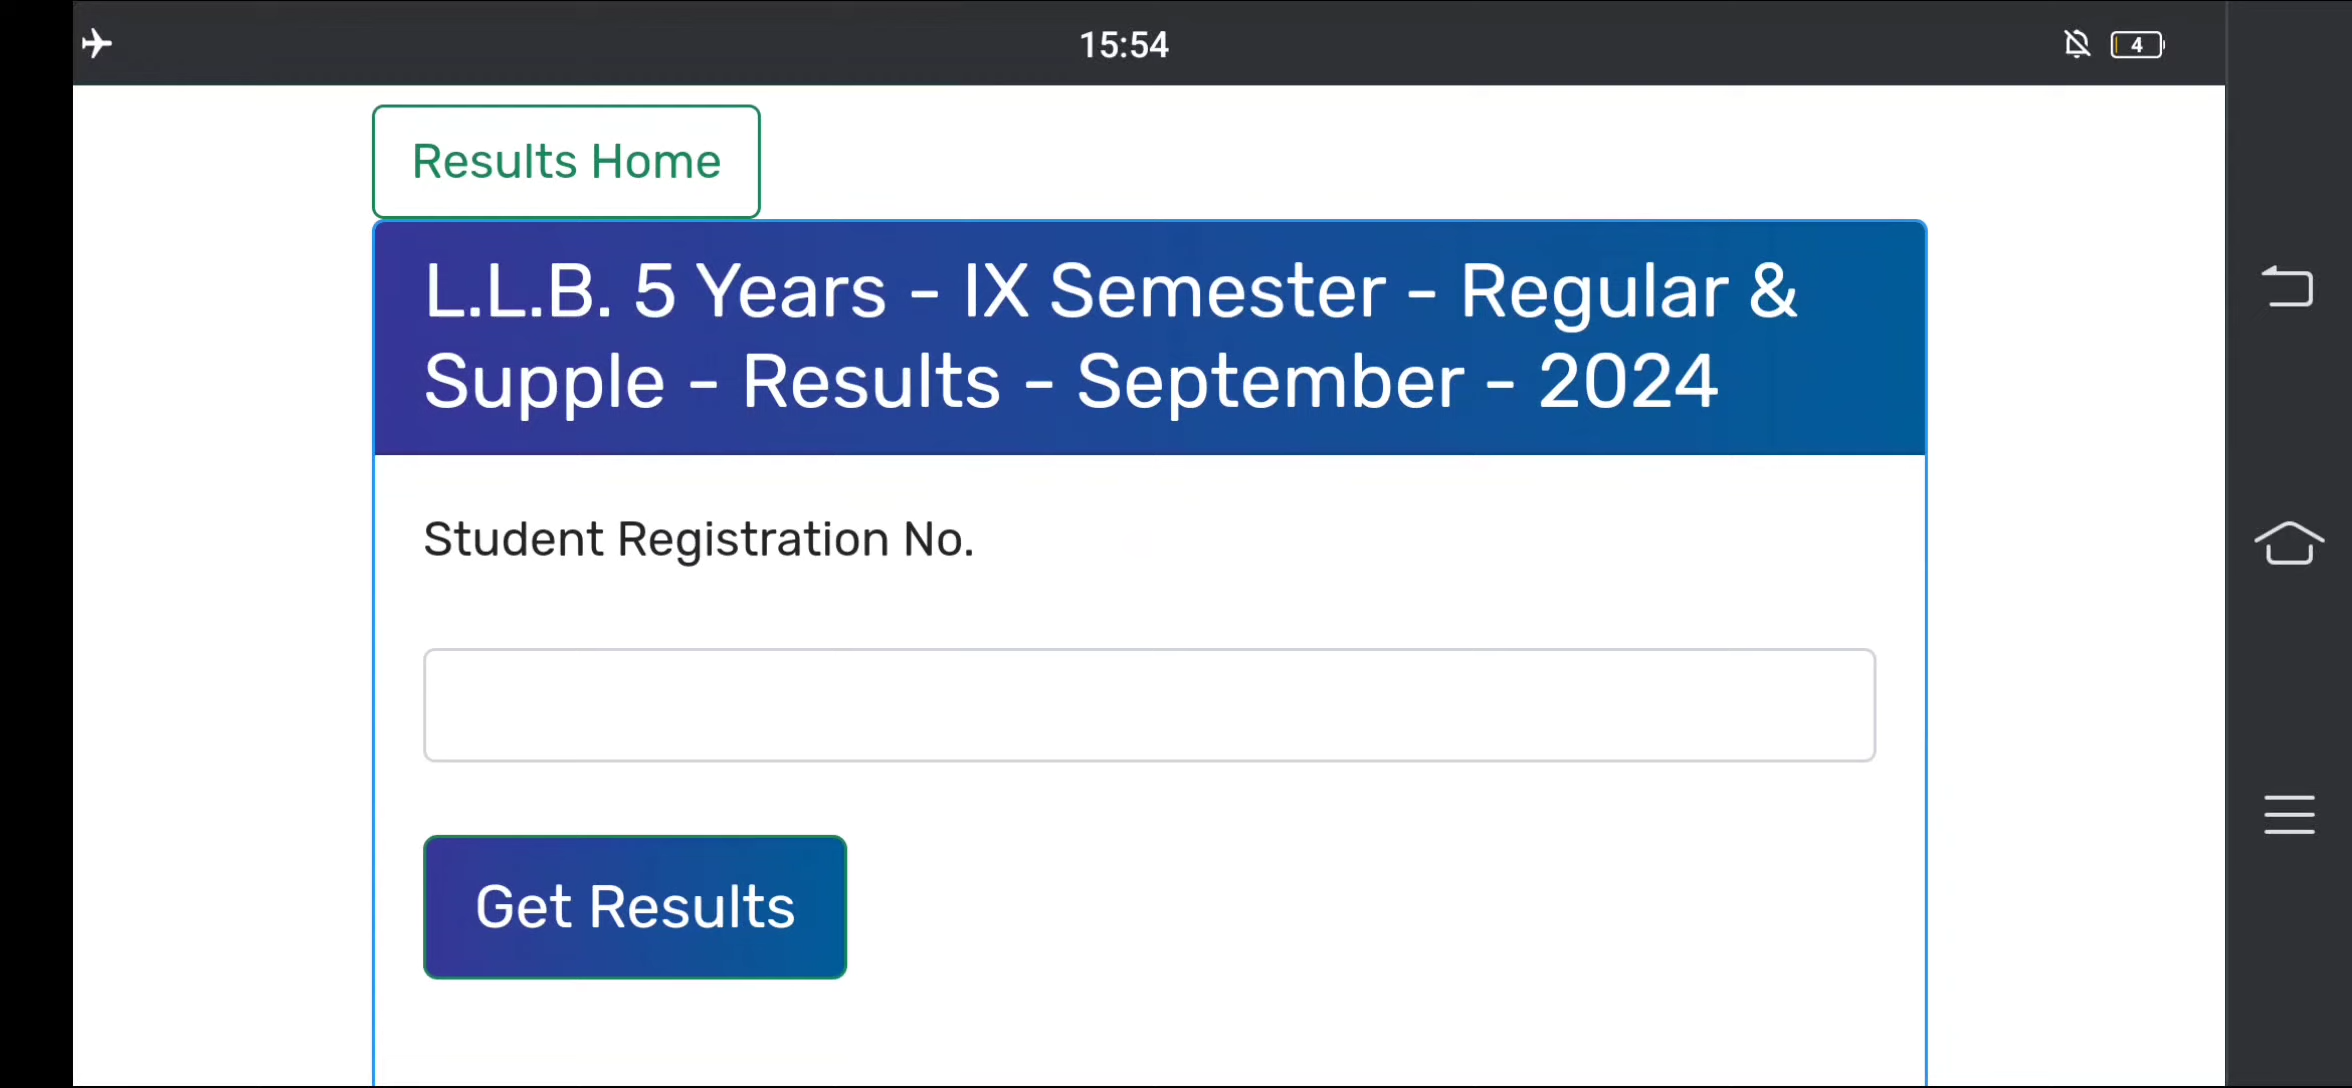 15:54
4
Results Home
L.L.B. 5 Years - IX Semester - Regular &
Supple - Results - September - 2024
Student Registration No.
Get Results